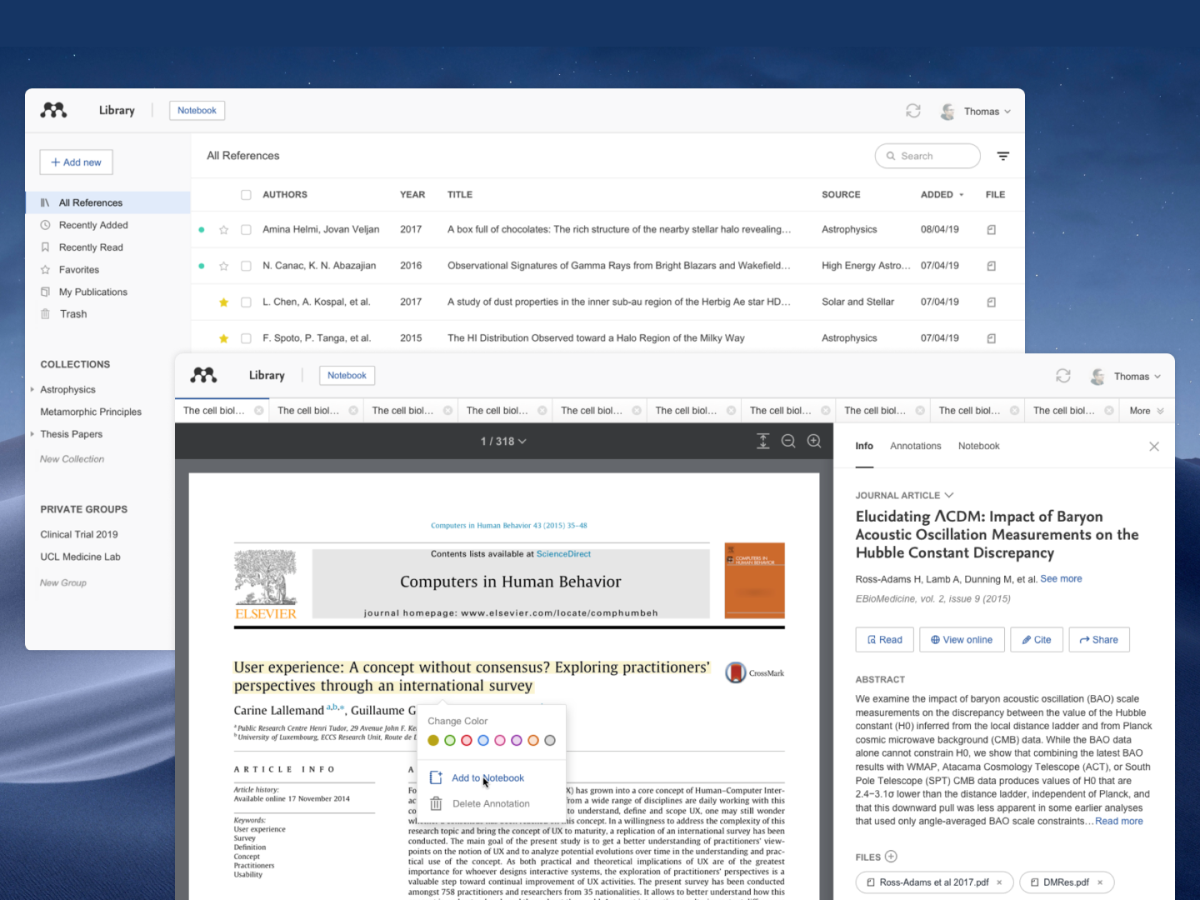 Library
Notebook
Thomas
+ Add new
All References
Search
All References
Recently Added
Recently Read
Favorites
My Publications
Trash
COLLECTIONS
Astrophysics
Metamorphic Principles
Thesis Papers
New Collection
PRIVATE GROUPS
Clinical Trial 2019
UCL Medicine Lab
New Group
AUTHORS YEAR TITLE SOURCE ADDED FILE
Amina Helmi, Jovan Veljan 2017 A box full of chocolates: The rich structure of the nearby stellar halo revealing... Astrophysics 08/04/19
N. Canac, K. N. Abazajian 2016 Observational Signatures of Gamma Rays from Bright Blazars and Wakefield... High Energy Astro... 07/04/19
L. Chen, A. Kospal, et al. 2017 A study of dust properties in the inner sub-au region of the Herbig Ae star HD... Solar and Stellar 07/04/19
F. Spoto, P. Tanga, et al. 2015 The HI Distribution Observed toward a Halo Region of the Milky Way Astrophysics 07/04/19
Library
Notebook
Thomas
The cell biol... The cell biol... The cell biol... The cell biol... The cell biol... The cell biol... The cell biol... The cell biol... The cell biol... The cell biol... More
1 / 318
Computers in Human Behavior 43 (2015) 35–48
Contents lists available at ScienceDirect
Computers in Human Behavior
journal homepage: www.elsevier.com/locate/comphumbeh
ELSEVIER
COMPUTERS IN
HUMAN BEHAVIOR
User experience: A concept without consensus? Exploring practitioners'
perspectives through an international survey
CrossMark
Carine Lallemand a,b,*, Guillaume G
a Public Research Centre Henri Tudor, 29 Avenue John F. Ke
b University of Luxembourg, ECCS Research Unit, Route de
Change Color
Add to Notebook
Delete Annotation
ARTICLE INFO
Article history:
Available online 17 November 2014
Keywords:
User experience
Survey
Definition
Concept
Practitioners
Usability
A
X) has grown into a core concept of Human–Computer Inter-
from a wide range of disciplines are daily working with this
to understand, define and scope UX, one may still wonder
this concept. In a willingness to address the complexity of this
research topic and bring the concept of UX to maturity, a replication of an international survey has been
conducted. The main goal of the present study is to get a better understanding of practitioners' view-
points on the notion of UX and to analyze potential evolutions over time in the understanding and prac-
tical use of the concept. As both practical and theoretical implications of UX are of the greatest
importance for whoever designs interactive systems, the exploration of practitioners' perspectives is a
valuable step toward continual improvement of UX activities. The present survey has been conducted
amongst 758 practitioners and researchers from 35 nationalities. It allows to better understand how this
Info Annotations Notebook
JOURNAL ARTICLE
Elucidating ΛCDM: Impact of Baryon
Acoustic Oscillation Measurements on the
Hubble Constant Discrepancy
Ross-Adams H, Lamb A, Dunning M, et al. See more
EBioMedicine, vol. 2, issue 9 (2015)
Read View online Cite Share
ABSTRACT
We examine the impact of baryon acoustic oscillation (BAO) scale
measurements on the discrepancy between the value of the Hubble
constant (H0) inferred from the local distance ladder and from Planck
cosmic microwave background (CMB) data. While the BAO data
alone cannot constrain H0, we show that combining the latest BAO
results with WMAP, Atacama Cosmology Telescope (ACT), or South
Pole Telescope (SPT) CMB data produces values of H0 that are
2.4−3.1σ lower than the distance ladder, independent of Planck, and
that this downward pull was less apparent in some earlier analyses
that used only angle-averaged BAO scale constraints... Read more
FILES
Ross-Adams et al 2017.pdf ×
DMRes.pdf ×